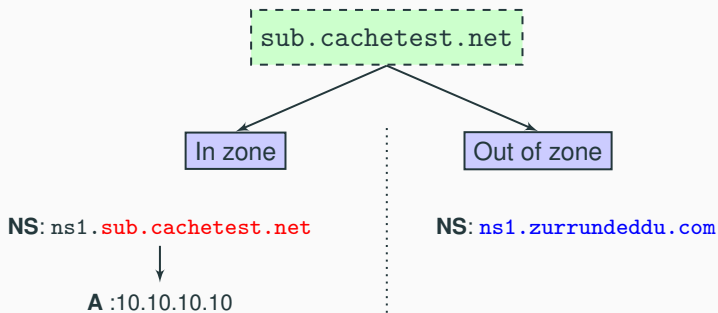 sub.cachetest.net
In zone
Out of zone
NS: ns1.sub.cachetest.net
NS: ns1.zurrundeddu.com
A :10.10.10.10